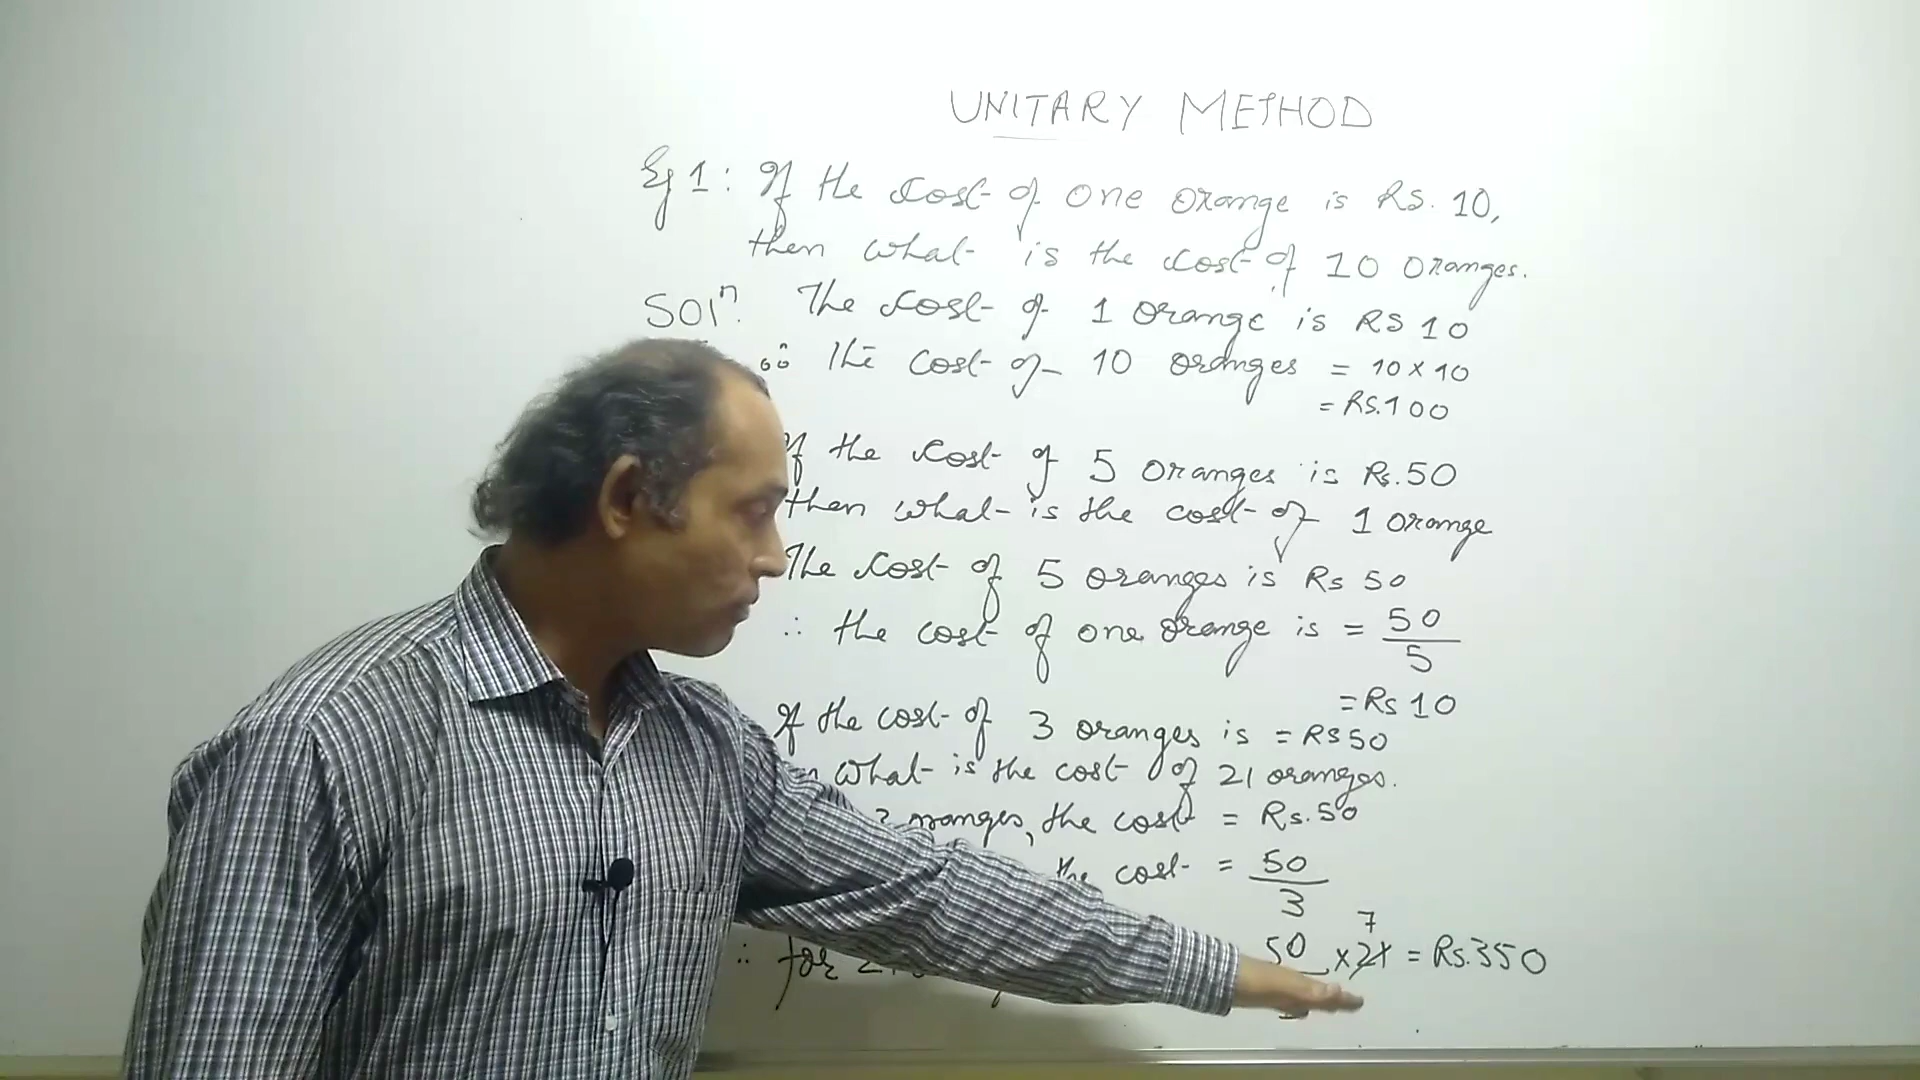 UNITARY METHOD
Eg 1: If the cost of one orange is RS. 10,
then what is the cost of 10 oranges.
Solⁿ. The cost of 1 orange is RS 10
∴ The cost of 10 oranges = 10 x 10
= RS.100
If the cost of 5 oranges is Rs.50
then what is the cost of 1 orange
The cost of 5 oranges is Rs 50
∴ the cost of one orange is = 50/5
= Rs 10
If the cost of 3 oranges is = RS 50
what is the cost of 21 oranges.
3 oranges, the cost = Rs.50
the cost = 50/3
7
∴ for 50 x 21 = Rs.350